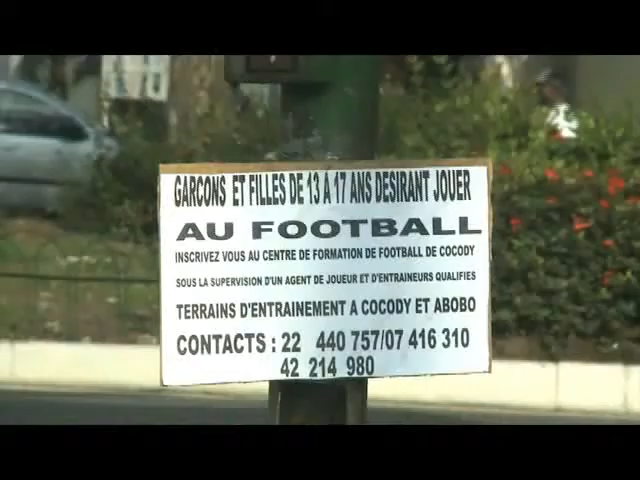 GARCONS ET FILLES DE 13 A 17 ANS DESIRANT JOUER
AU FOOTBALL
INSCRIVEZ VOUS AU CENTRE DE FORMATION DE FOOTBALL DE COCODY
SOUS LA SUPERVISION D'UN AGENT DE JOUEUR ET D'ENTRAINEURS QUALIFIES
TERRAINS D'ENTRAINEMENT A COCODY ET ABOBO
CONTACTS : 22 440 757/07 416 310
42 214 980